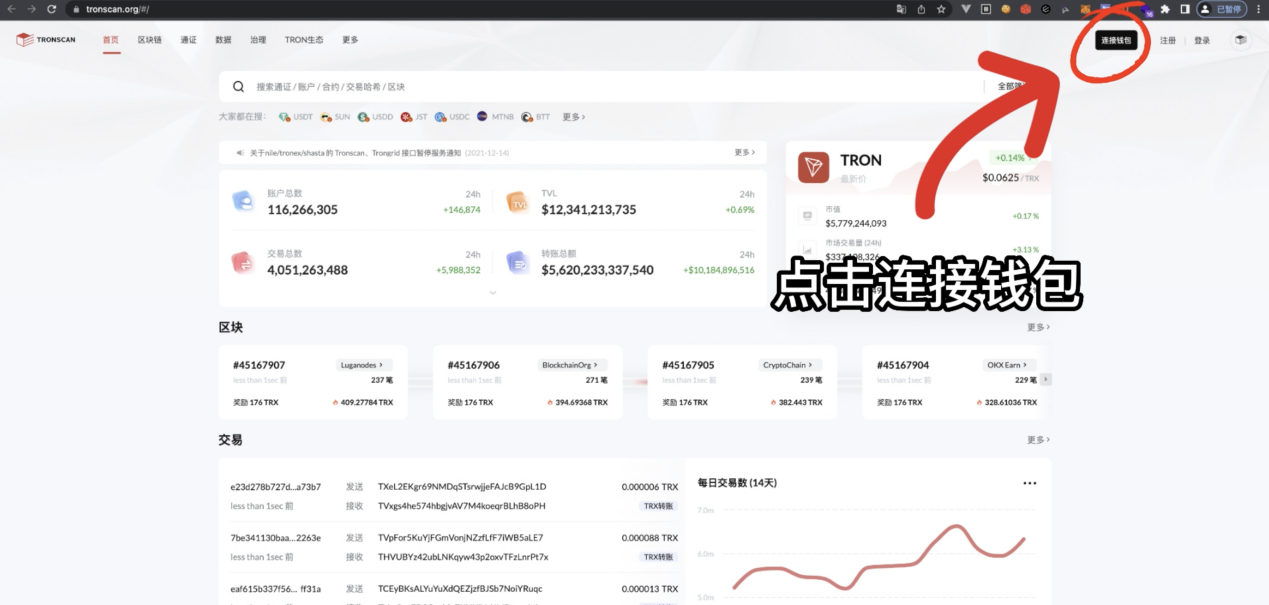 tronscan.org/#/
已暂停
TRONSCAN
首页 区块链 通证 数据 治理 TRON生态 更多
连接钱包 注册 登录
搜索通证/账户/合约/交易哈希/区块
大家都在搜: USDT SUN USDD JST USDC MTNB BTT 更多
关于nile/tronex/shasta 的 Tronscan、Trongrid 接口暂停服务通知 (2021-12-14) 更多
账户总数 24h
116,266,305 +146,874
TVL 24h
$12,341,213,735 +0.69%
交易总数 24h
4,051,263,488 +5,988,352
转账总额 24h
$5,620,233,337,540 +$10,184,896,516
TRON +0.14%
最新价 $0.0625 / TRX
市值
$5,779,244,093 +0.17 %
市场交易量 (24h)
+3.13 %
点击连接钱包
区块 更多
#45167907 Luganodes
less than 1sec 前 237 笔
奖励 176 TRX 409.27784 TRX
#45167906 BlockchainOrg
less than 1sec 前 271 笔
奖励 176 TRX 394.69368 TRX
#45167905 CryptoChain
less than 1sec 前 239 笔
奖励 176 TRX 382.443 TRX
#45167904 OKX Earn
less than 1sec 前 229 笔
奖励 176 TRX 328.61036 TRX
交易 更多
e23d278b727d...a73b7 发送 TXeL2EKgr69NMDqSTsrwjjeFAJcB9GpL1D 0.000006 TRX
less than 1sec 前 接收 TVxgs4he574hbgjvAV7M4koeqrBLhB8oPH TRX转账
7be341130baa...2263e 发送 TVpFor5KuYjFGmVonjNZzfLfF7iWB5aLE7 0.000088 TRX
less than 1sec 前 接收 THVUBYz42ubLNKqyw43p2oxvTFzLnrPt7x TRX转账
eaf615b337f56... ff31a 发送 TCEyBKsALYuYuXdQEZjzfBJSb7NoiYRuqc 0.000013 TRX
每日交易数 (14天)
7.0m
6.0m
5.0m